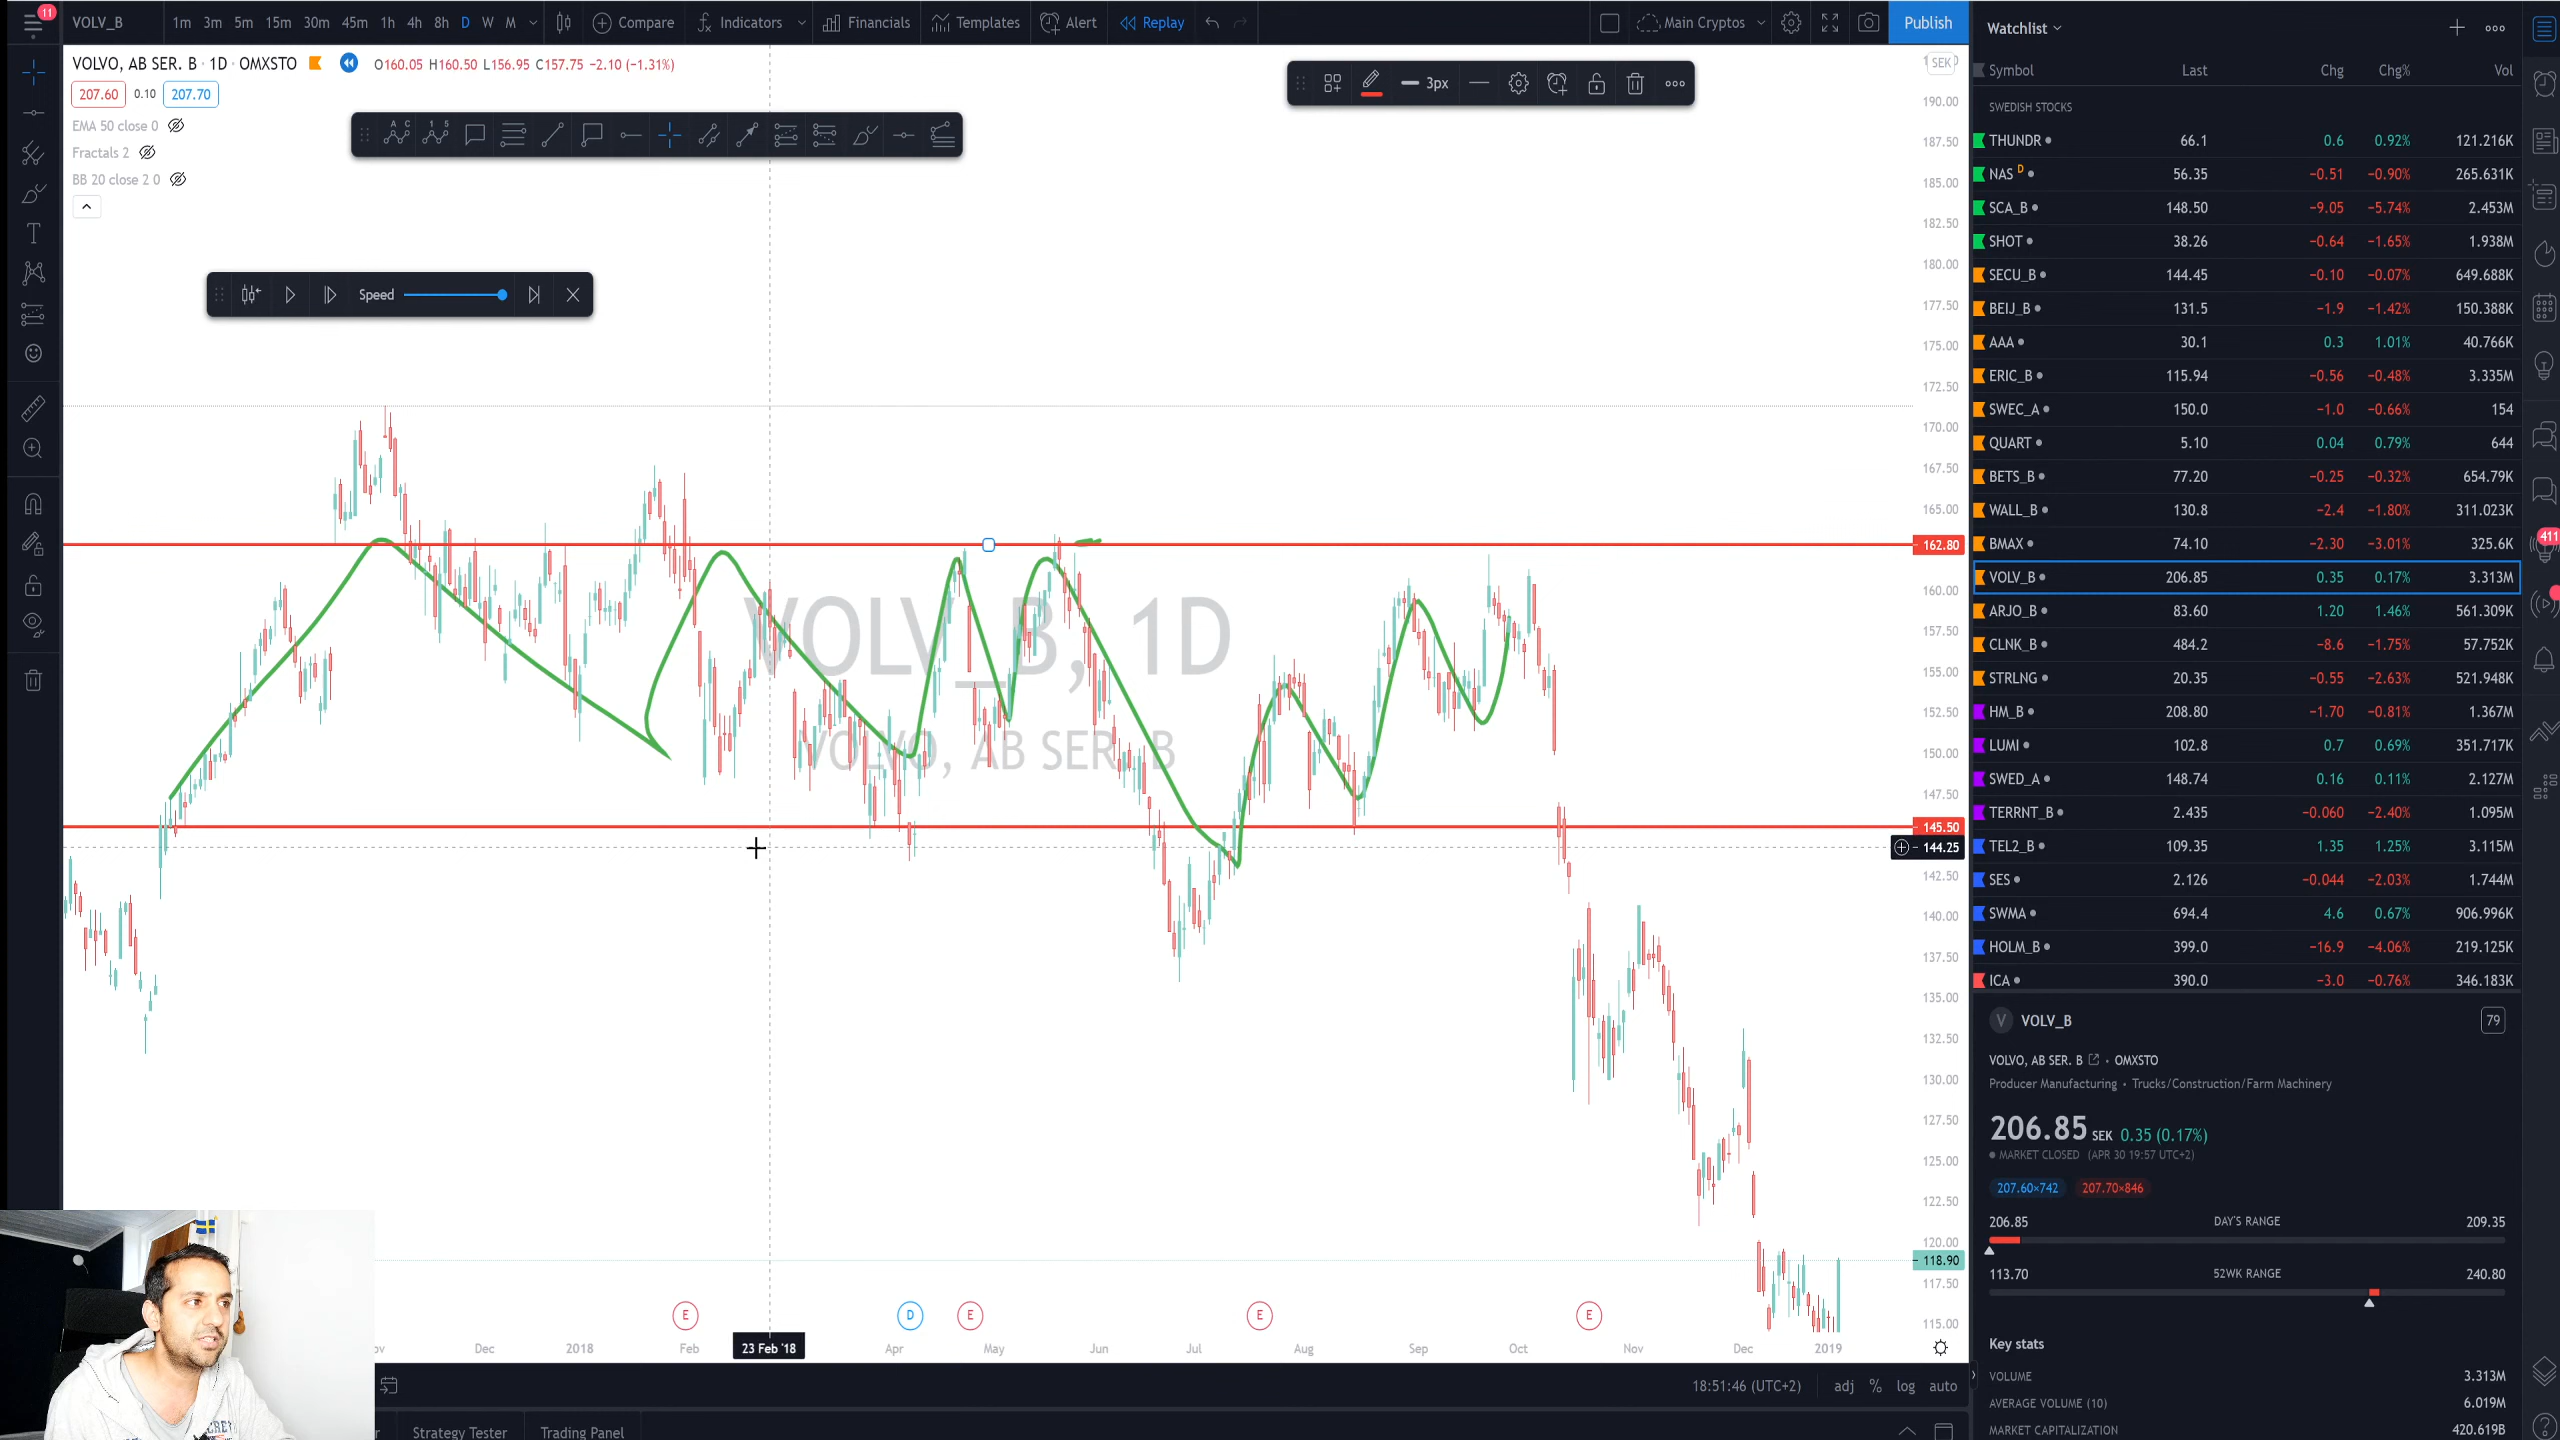 11
VOLV_B 1m 3m 5m 15m 30m 45m 1h 4h 8h D W M Compare Indicators Financials Templates Alert Replay Main Cryptos Publish
VOLVO, AB SER. B · 1D · OMXSTO O160.05 H160.50 L156.95 C157.75 −2.10 (−1.31%)
207.60 0.10 207.70
EMA 50 close 0
Fractals 2
BB 20 close 2 0
3px
A C
1 5
Speed
VOLV_B, 1D
VOLVO, AB SER. B
SEK
190.00
187.50
185.00
182.50
180.00
177.50
175.00
172.50
170.00
167.50
165.00
162.80
160.00
157.50
155.00
152.50
150.00
147.50
145.50
144.25
142.50
140.00
137.50
135.00
132.50
130.00
127.50
125.00
122.50
120.00
118.90
117.50
115.00
E D E E E
Dec 2018 Feb 23 Feb '18 Apr May Jun Jul Aug Sep Oct Nov Dec 2019
18:51:46 (UTC+2) adj % log auto
Strategy Tester Trading Panel
Watchlist
Symbol Last Chg Chg% Vol
SWEDISH STOCKS
THUNDR 66.1 0.6 0.92% 121.216K
NAS D 56.35 −0.51 −0.90% 265.631K
SCA_B 148.50 −9.05 −5.74% 2.453M
SHOT 38.26 −0.64 −1.65% 1.938M
SECU_B 144.45 −0.10 −0.07% 649.688K
BEIJ_B 131.5 −1.9 −1.42% 150.388K
AAA 30.1 0.3 1.01% 40.766K
ERIC_B 115.94 −0.56 −0.48% 3.335M
SWEC_A 150.0 −1.0 −0.66% 154
QUART 5.10 0.04 0.79% 644
BETS_B 77.20 −0.25 −0.32% 654.79K
WALL_B 130.8 −2.4 −1.80% 311.023K
BMAX 74.10 −2.30 −3.01% 325.6K
VOLV_B 206.85 0.35 0.17% 3.313M
ARJO_B 83.60 1.20 1.46% 561.309K
CLNK_B 484.2 −8.6 −1.75% 57.752K
STRLNG 20.35 −0.55 −2.63% 521.948K
HM_B 208.80 −1.70 −0.81% 1.367M
LUMI 102.8 0.7 0.69% 351.717K
SWED_A 148.74 0.16 0.11% 2.127M
TERRNT_B 2.435 −0.060 −2.40% 1.095M
TEL2_B 109.35 1.35 1.25% 3.115M
SES 2.126 −0.044 −2.03% 1.744M
SWMA 694.4 4.6 0.67% 906.996K
HOLM_B 399.0 −16.9 −4.06% 219.125K
ICA 390.0 −3.0 −0.76% 346.183K
411
V VOLV_B 79
VOLVO, AB SER. B · OMXSTO
Producer Manufacturing · Trucks/Construction/Farm Machinery
206.85 SEK 0.35 (0.17%)
MARKET CLOSED (APR 30 19:57 UTC+2)
207.60×742 207.70×846
206.85 DAY'S RANGE 209.35
113.70 52WK RANGE 240.80
Key stats
VOLUME 3.313M
AVERAGE VOLUME (10) 6.019M
MARKET CAPITALIZATION 420.619B